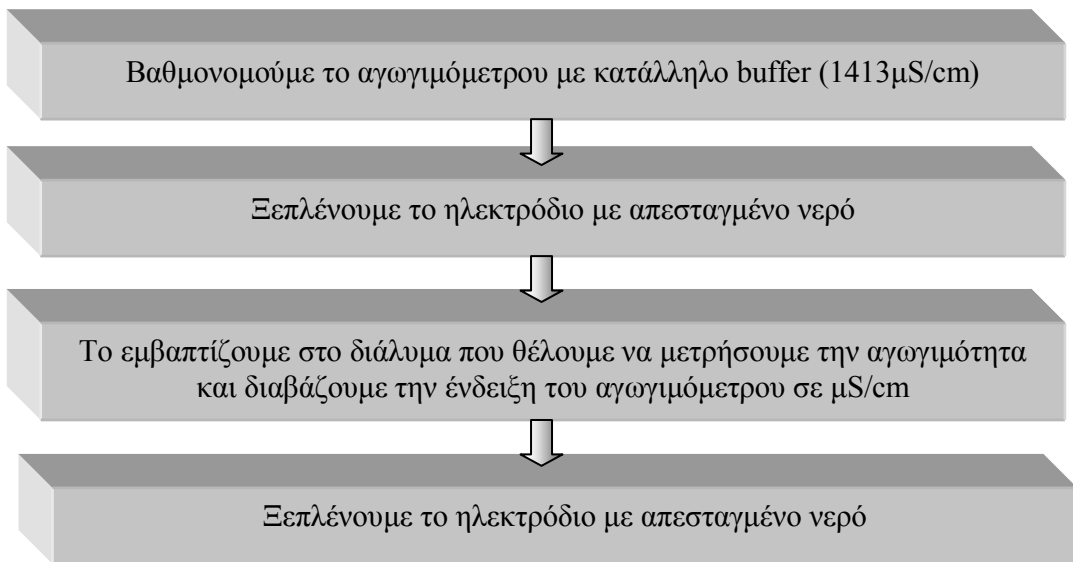 Βαθμονομούμε το αγωγιμόμετρου με κατάλληλο buffer (1413μS/cm)
Ξεπλένουμε το ηλεκτρόδιο με απεσταγμένο νερό
Το εμβαπτίζουμε στο διάλυμα που θέλουμε να μετρήσουμε την αγωγιμότητα
και διαβάζουμε την ένδειξη του αγωγιμόμετρου σε μS/cm
Ξεπλένουμε το ηλεκτρόδιο με απεσταγμένο νερό